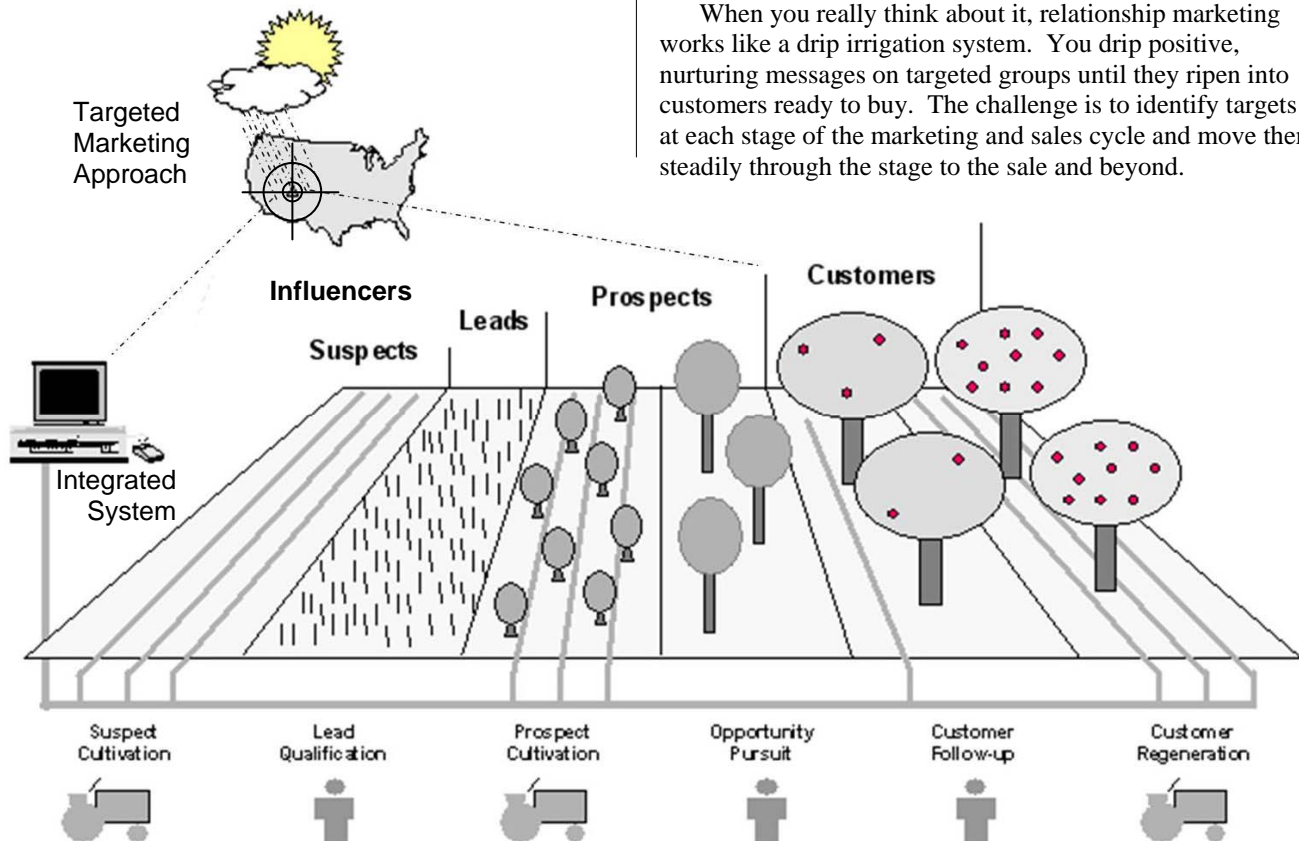 When you really think about it, relationship marketing
works like a drip irrigation system. You drip positive,
nurturing messages on targeted groups until they ripen into
customers ready to buy. The challenge is to identify targets
at each stage of the marketing and sales cycle and move
steadily through the stage to the sale and beyond.
Targeted
Marketing
Approach
Influencers
Suspects
Leads
Prospects
Customers
Integrated
System
Suspect
Cultivation
Lead
Qualification
Prospect
Cultivation
Opportunity
Pursuit
Customer
Follow-up
Customer
Regeneration